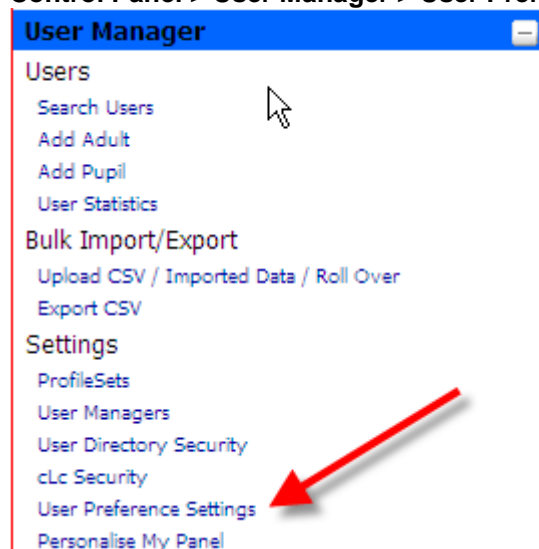 User Manager
Users
Search Users
Add Adult
Add Pupil
User Statistics
Bulk Import/Export
Upload CSV / Imported Data / Roll Over
Export CSV
Settings
ProfileSets
User Managers
User Directory Security
cLc Security
User Preference Settings
Personalise My Panel